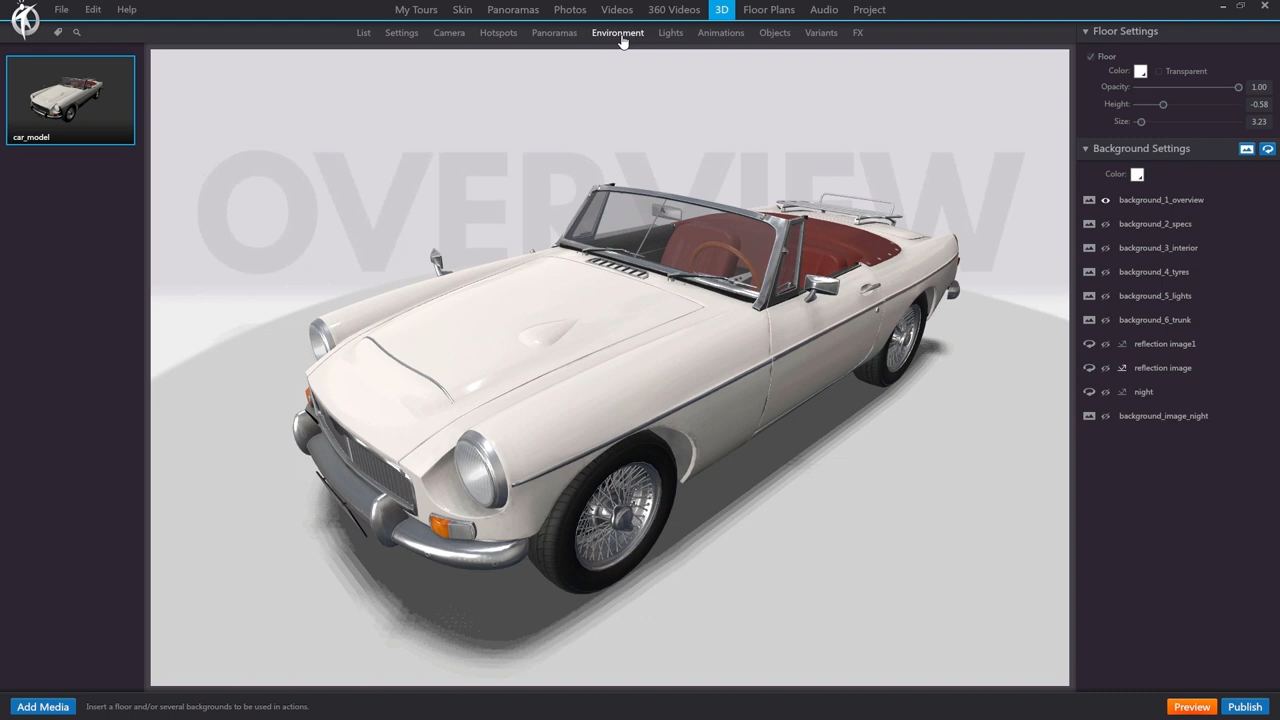 File Edit Help
My Tours Skin Panoramas Photos Videos 360 Videos 3D Floor Plans Audio Project
List Settings Camera Hotspots Panoramas Environment Lights Animations Objects Variants FX
car_model
OVERVIEW
Floor Settings
Floor
Color: Transparent
Opacity: 1.00
Height: -0.58
Size: 3.23
Background Settings
Color:
background_1_overview
background_2_specs
background_3_interior
background_4_tyres
background_5_lights
background_6_trunk
reflection image1
reflection image
night
background_image_night
Add Media Insert a floor and/or several backgrounds to be used in actions. Preview Publish